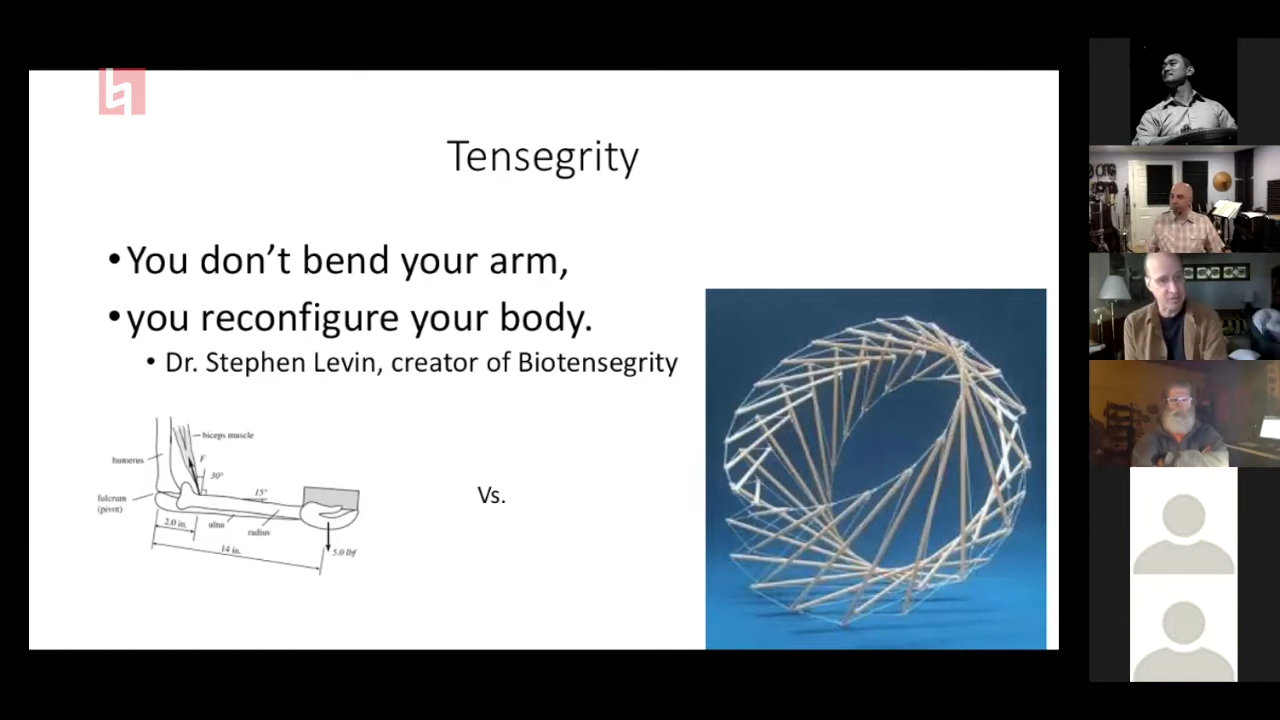 Tensegrity
•You don’t bend your arm,
•you reconfigure your body.
• Dr. Stephen Levin, creator of Biotensegrity
biceps muscle
humerus
F
30°
fulcrum
(pivot)
15°
2.0 in.
ulna
radius
14 in.
5.0 lbf
Vs.